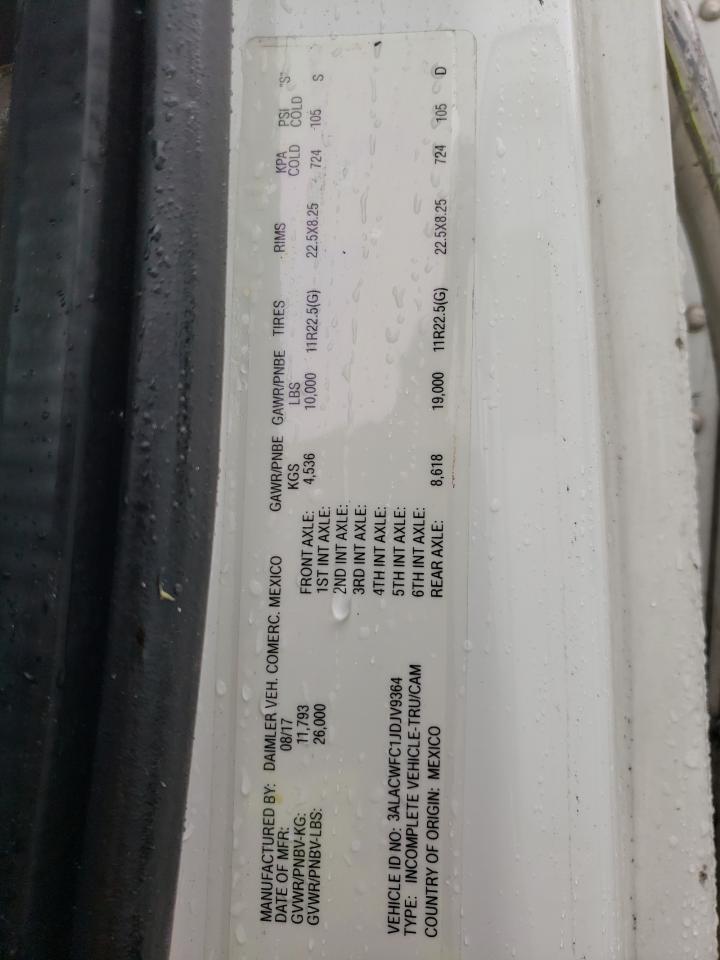 MANUFACTURED BY: DAIMLER VEH. COMERC. MEXICO
DATE OF MFR: 08/17
GVWR/PNBV-KG: 11,793
GVWR/PNBV-LBS: 26,000
GAWR/PNBE GAWR/PNBE TIRES RIMS KPA PSI "S"
KGS LBS COLD COLD
FRONT AXLE: 4,536 10,000 11R22.5(G) 22.5X8.25 724 105 S
1ST INT AXLE:
2ND INT AXLE:
3RD INT AXLE:
4TH INT AXLE:
5TH INT AXLE:
6TH INT AXLE:
REAR AXLE: 8,618 19,000 11R22.5(G) 22.5X8.25 724 105 D
VEHICLE ID NO: 3ALACWFC1JDJV9364
TYPE: INCOMPLETE VEHICLE-TRU/CAM
COUNTRY OF ORIGIN: MEXICO